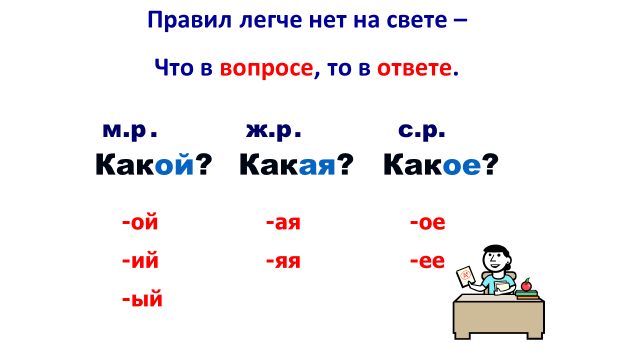 Правил легче нет на свете –
Что в вопросе, то в ответе.
м.р. ж.р. с.р.
Какой? Какая? Какое?
-ой -ая -ое
-ий -яя -ее
-ый